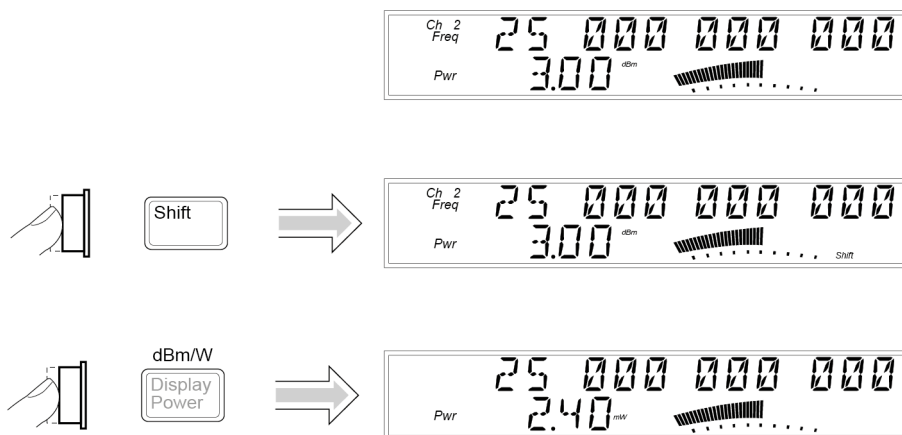 Ch 2
Freq 25 000 000 000
Pwr 3.00 dBm
Shift
Ch 2
Freq 25 000 000 000
Pwr 3.00 dBm Shift
dBm/W
Display
Power
25 000 000 000
Pwr 2.40 mW